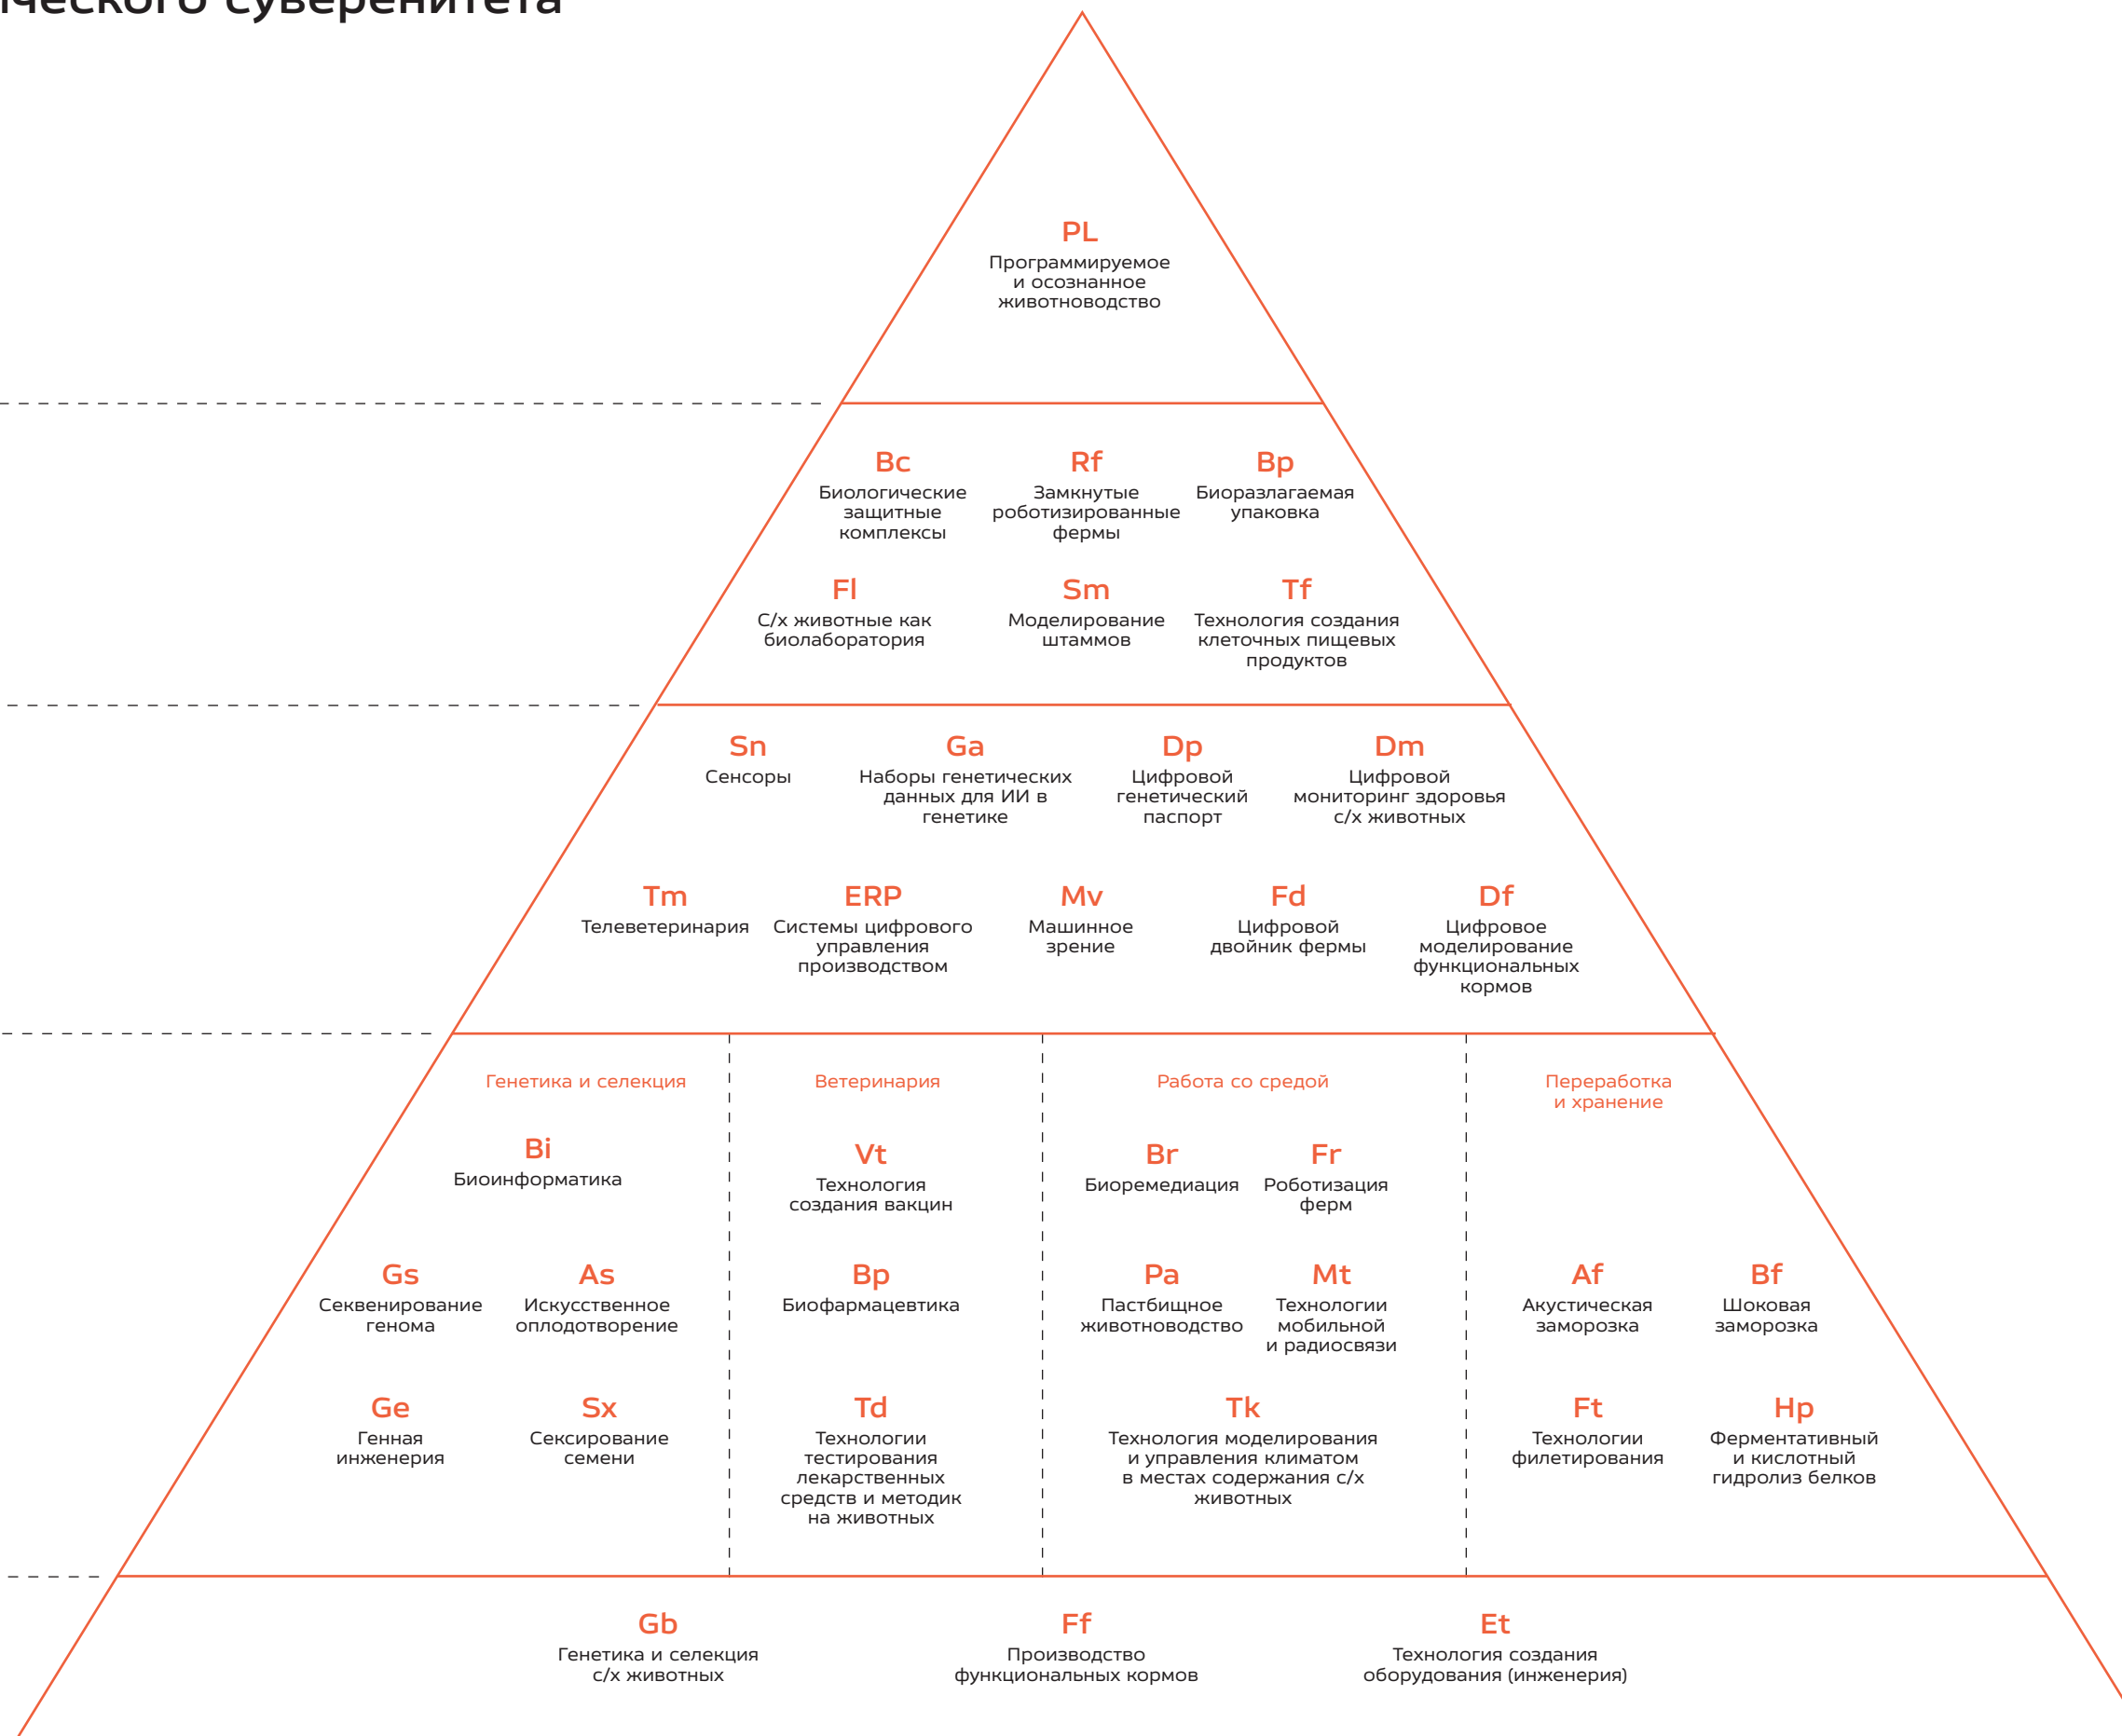 суверенитета
PL
Программируемое
и осознанное
животноводство
Bc
Биологические
защитные
комплексы
Rf
Замкнутые
роботизированные
фермы
Bp
Биоразлагаемая
упаковка
Fl
С/х животные как
биолаборатория
Sm
Моделирование
штаммов
Tf
Технология создания
клеточных пищевых
продуктов
Sn
Сенсоры
Ga
Наборы генетических
данных для ИИ в
генетике
Dp
Цифровой
генетический
паспорт
Dm
Цифровой
мониторинг здоровья
с/х животных
Tm
Телеветеринария
ERP
Системы цифрового
управления
производством
Mv
Машинное
зрение
Fd
Цифровой
двойник фермы
Df
Цифровое
моделирование
функциональных
кормов
Генетика и селекция
Bi
Биоинформатика
Gs
Секвенирование
генома
As
Искусственное
оплодотворение
Ge
Генная
инженерия
Sx
Сексирование
семени
Ветеринария
Vt
Технология
создания вакцин
Bp
Биофармацевтика
Td
Технологии
тестирования
лекарственных
средств и методик
на животных
Работа со средой
Br
Биоремедиация
Fr
Роботизация
ферм
Pa
Пастбищное
животноводство
Mt
Технологии
мобильной
и радиосвязи
Tk
Технология моделирования
и управления климатом
в местах содержания с/х
животных
Переработка
и хранение
Af
Акустическая
заморозка
Bf
Шоковая
заморозка
Ft
Технологии
филетирования
Hp
Ферментативный
и кислотный
гидролиз белков
Gb
Генетика и селекция
с/х животных
Ff
Производство
функциональных кормов
Et
Технология создания
оборудования (инженерия)